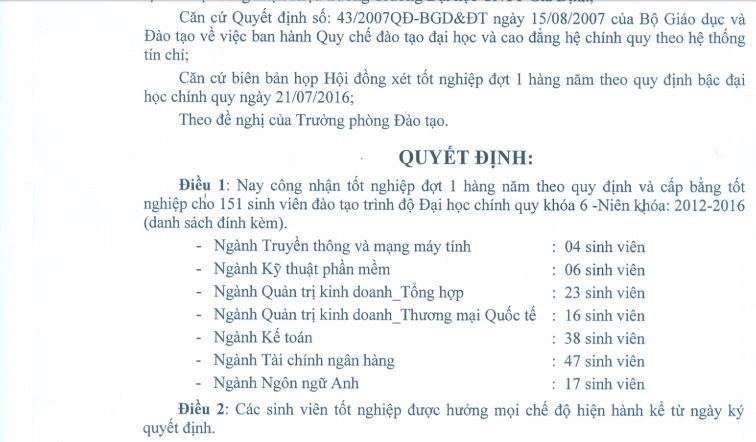 Căn cứ Quyết định số: 43/2007QĐ-BGD&ĐT ngày 15/08/2007 của Bộ Giáo dục và
Đào tạo về việc ban hành Quy chế đào tạo đại học và cao đẳng hệ chính quy theo hệ thống
tín chỉ;
Căn cứ biên bản họp Hội đồng xét tốt nghiệp đợt 1 hàng năm theo quy định bậc đại
học chính quy ngày 21/07/2016;
Theo đề nghị của Trưởng phòng Đào tạo.
QUYẾT ĐỊNH:
Điều 1: Nay công nhận tốt nghiệp đợt 1 hàng năm theo quy định và cấp bằng tốt
nghiệp cho 151 sinh viên đào tạo trình độ Đại học chính quy khóa 6 -Niên khóa: 2012-2016
(danh sách đính kèm).
- Ngành Truyền thông và mạng máy tính : 04 sinh viên
- Ngành Kỹ thuật phần mềm : 06 sinh viên
- Ngành Quản trị kinh doanh_Tổng hợp : 23 sinh viên
- Ngành Quản trị kinh doanh_Thương mại Quốc tế : 16 sinh viên
- Ngành Kế toán : 38 sinh viên
- Ngành Tài chính ngân hàng : 47 sinh viên
- Ngành Ngôn ngữ Anh : 17 sinh viên
Điều 2: Các sinh viên tốt nghiệp được hưởng mọi chế độ hiện hành kể từ ngày ký
quyết định.